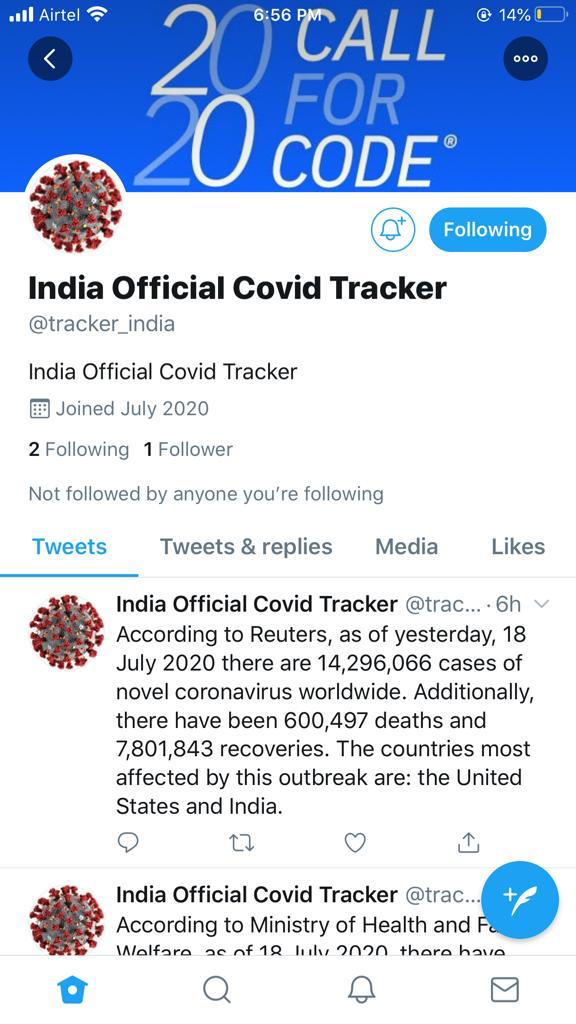 Airtel 6:56 PM 14%
20 CALL
FOR
20 CODE®
Following
India Official Covid Tracker
@tracker_india
India Official Covid Tracker
Joined July 2020
2 Following 1 Follower
Not followed by anyone you're following
Tweets Tweets & replies Media Likes
India Official Covid Tracker @trac... · 6h
According to Reuters, as of yesterday, 18
July 2020 there are 14,296,066 cases of
novel coronavirus worldwide. Additionally,
there have been 600,497 deaths and
7,801,843 recoveries. The countries most
affected by this outbreak are: the United
States and India.
India Official Covid Tracker @trac...
According to Ministry of Health and Fa
Welfare, as of 18 July 2020, there have